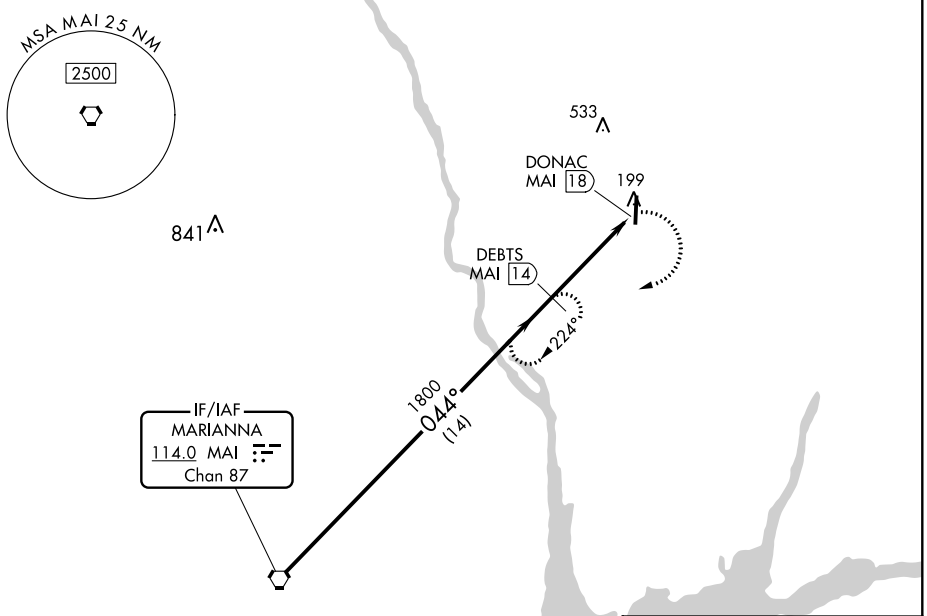 MSA MAI 25 NM
2500
533
DONAC
MAI 18
199
841
DEBTS
MAI 14
224°
1800
044°
(14)
IF/IAF
MARIANNA
114.0 MAI
Chan 87